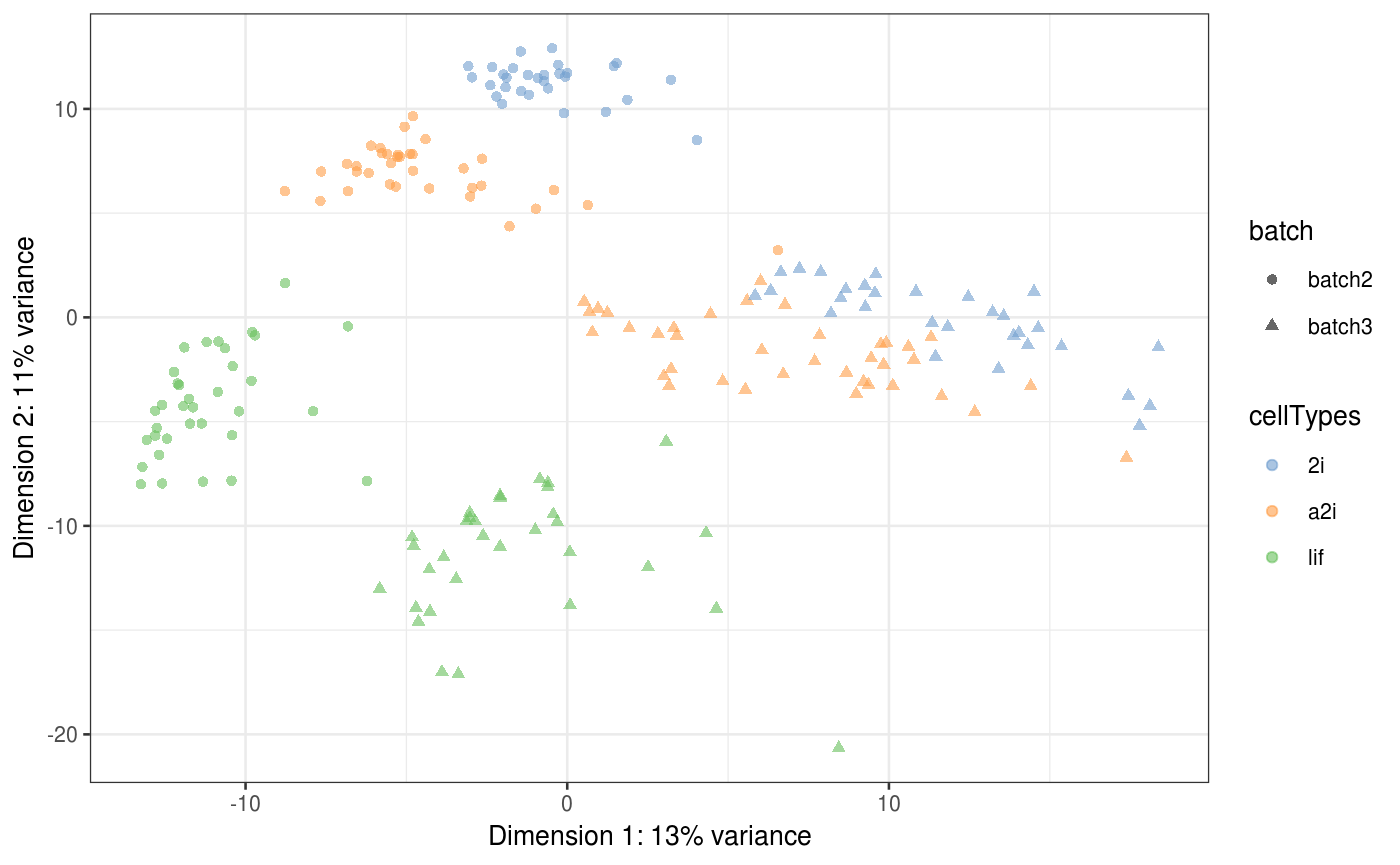 10
0
-10
-20
-10
0
10
Dimension 1: 13% variance
Dimension 2: 11% variance
batch
batch2
batch3
cellTypes
2i
a2i
lif